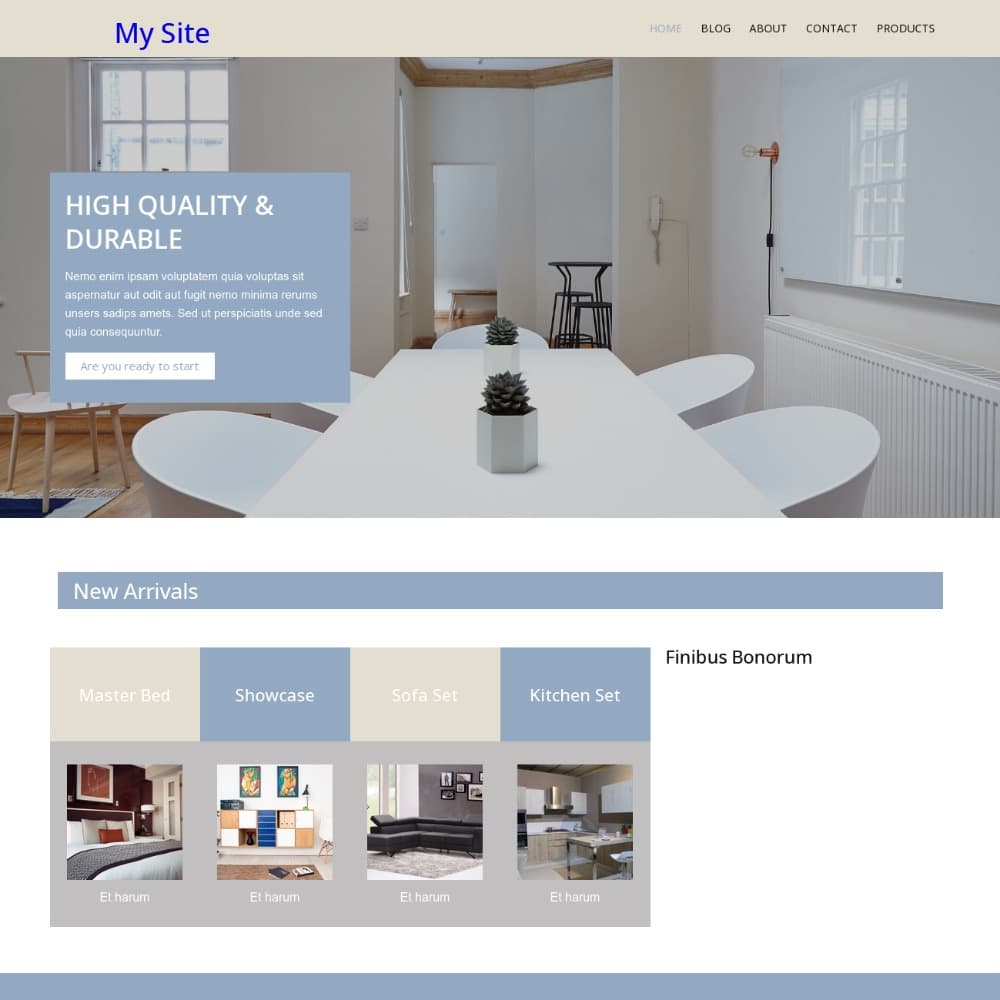 My Site
HOME BLOG ABOUT CONTACT PRODUCTS
HIGH QUALITY &
DURABLE
Nemo enim ipsam voluptatem quia voluptas sit
aspernatur aut odit aut fugit nemo minima rerums
unsers sadips amets. Sed ut perspiciatis unde sed
quia consequuntur.
Are you ready to start
New Arrivals
Master Bed Showcase Sofa Set Kitchen Set
Finibus Bonorum
Et harum Et harum Et harum Et harum